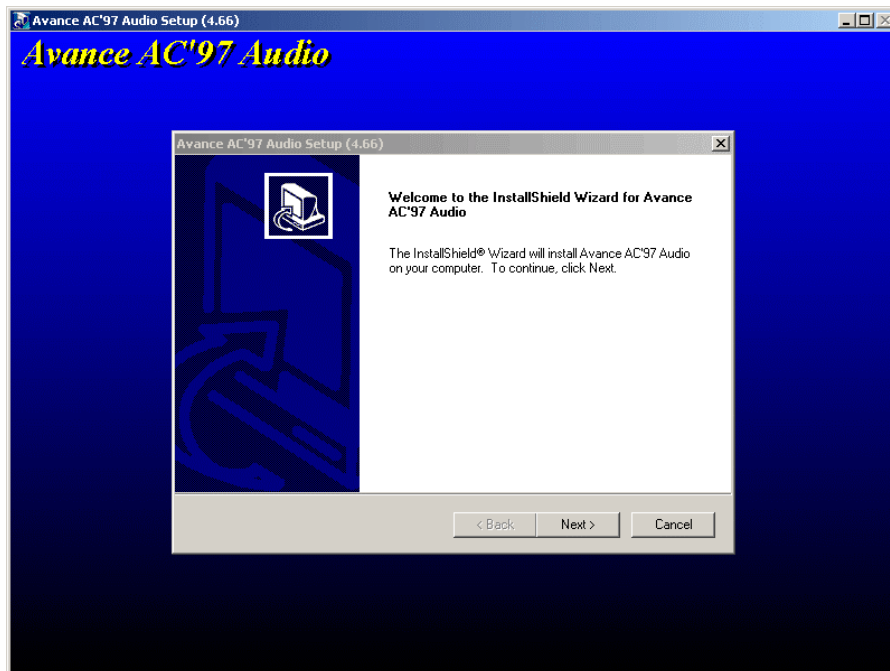 Avance AC'97 Audio Setup (4.66)
Avance AC'97 Audio
Avance AC'97 Audio Setup (4.66)
Welcome to the InstallShield Wizard for Avance
AC'97 Audio
The InstallShield® Wizard will install Avance AC'97 Audio
on your computer. To continue, click Next.
< Back
Next >
Cancel